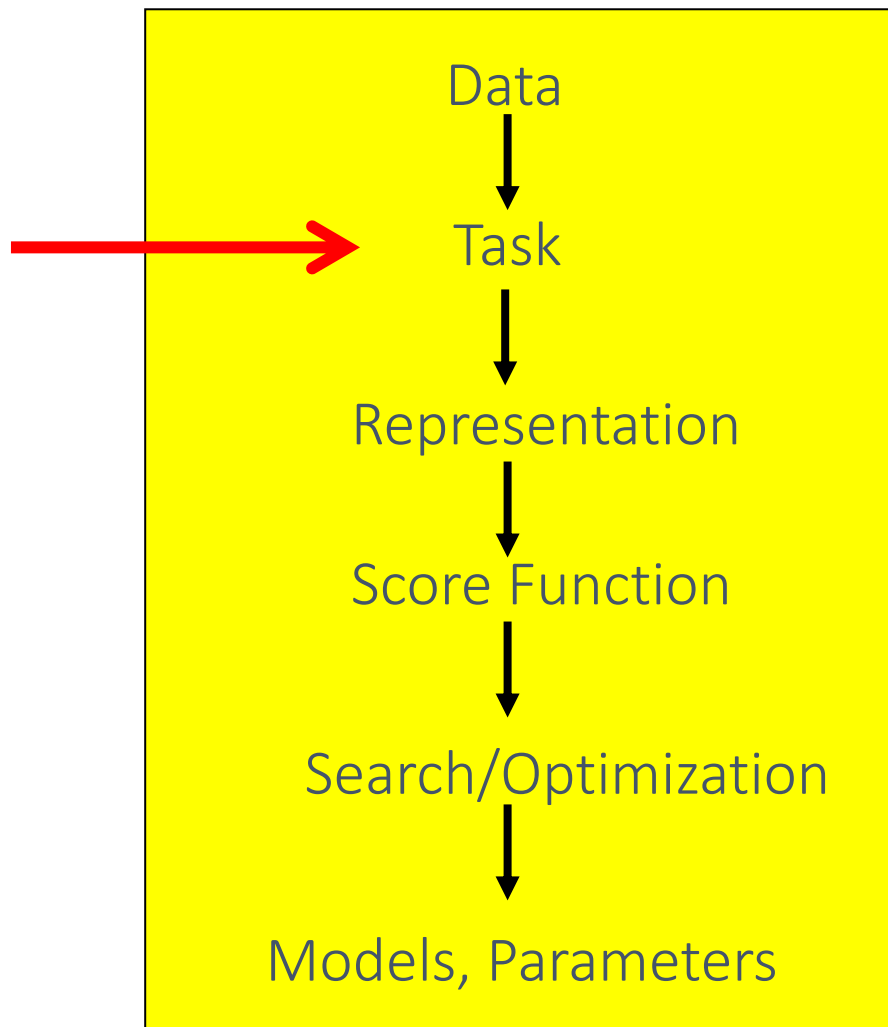 Data
Task
Representation
Score Function
Search/Optimization
Models, Parameters